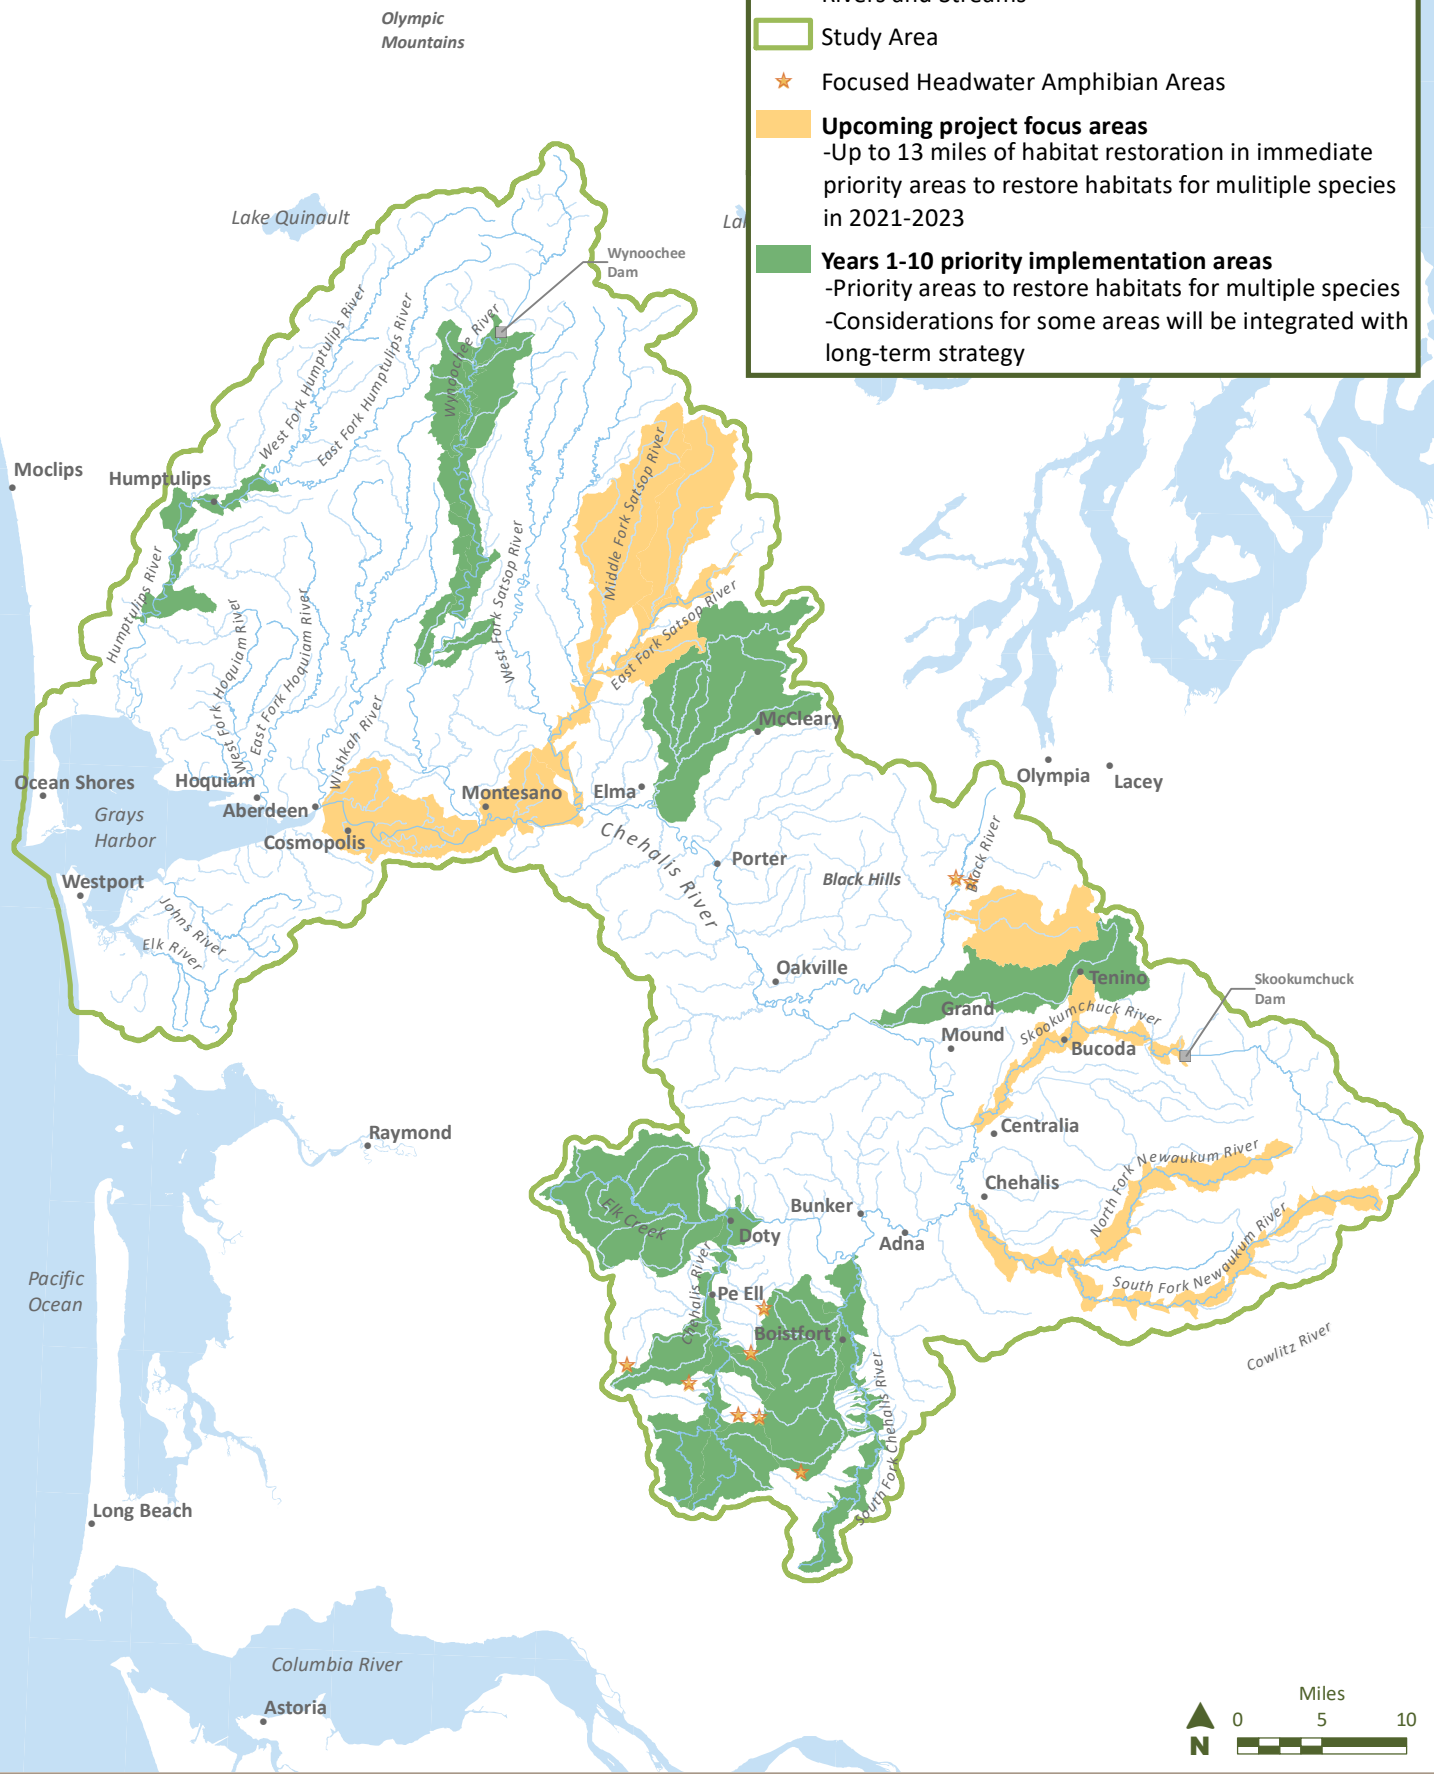 Rivers and Streams
Study Area
Focused Headwater Amphibian Areas
Upcoming project focus areas
-Up to 13 miles of habitat restoration in immediate
priority areas to restore habitats for mulitiple species
in 2021-2023
Years 1-10 priority implementation areas
-Priority areas to restore habitats for multiple species
-Considerations for some areas will be integrated with
long-term strategy
Olympic
Mountains
Lake Quinault
Wynoochee
Dam
West Fork Humptulips River
East Fork Humptulips River
Wynoochee River
Moclips
Humptulips
Middle Fork Satsop River
West Fork Satsop River
East Fork Satsop River
Humptulips River
West Fork Hoquiam River
East Fork Hoquiam River
Wishkah River
McCleary
Ocean Shores
Hoquiam
Aberdeen
Montesano
Elma
Olympia
Lacey
Grays
Harbor
Cosmopolis
Chehalis River
Porter
Black Hills
Black River
Westport
Johns River
Elk River
Oakville
Tenino
Skookumchuck
Dam
Grand
Mound
Skookumchuck River
Bucoda
Raymond
Centralia
North Fork Newaukum River
Chehalis
Elk Creek
Bunker
Doty
Adna
South Fork Newaukum River
Pacific
Ocean
Chehalis River
Pe Ell
Boistfort
Cowlitz River
South Fork Chehalis River
Long Beach
Columbia River
Astoria
Miles
0 5 10
N